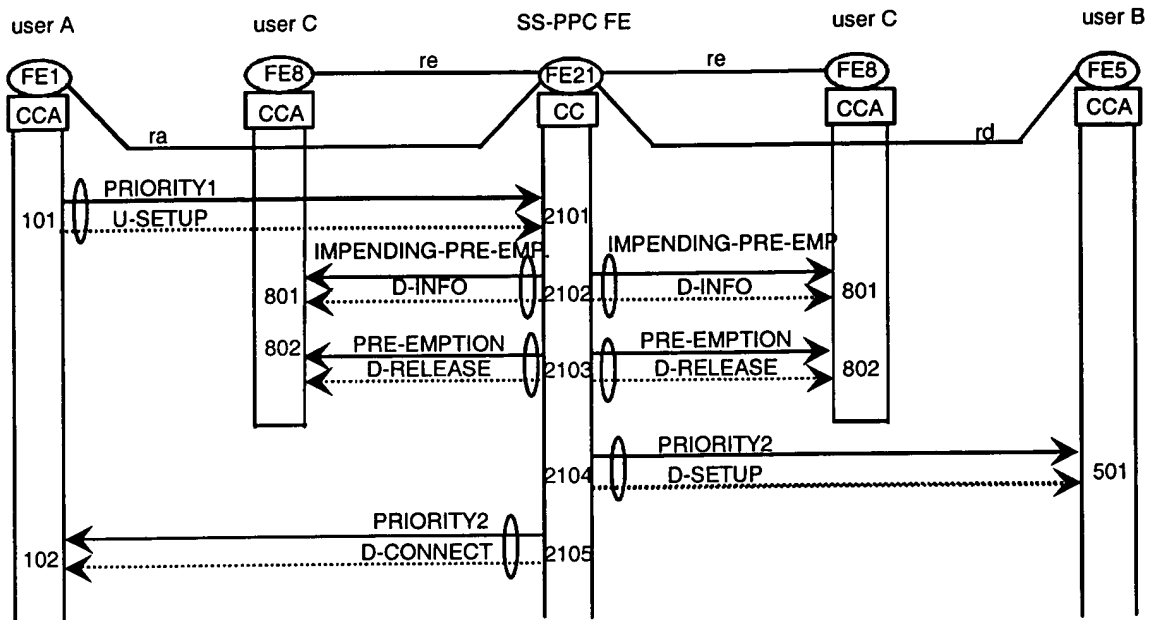 user A user C SS-PPC FE user C user B
FE1 FE8 re FE21 re FE8 FE5
CCA CCA CC CCA CCA
ra rd
PRIORITY1
101 U-SETUP 2101
IMPENDING-PRE-EMP. IMPENDING-PRE-EMP
801 D-INFO 2102 D-INFO 801
802 PRE-EMPTION PRE-EMPTION
D-RELEASE 2103 D-RELEASE 802
PRIORITY2
2104 D-SETUP 501
PRIORITY2
102 D-CONNECT 2105